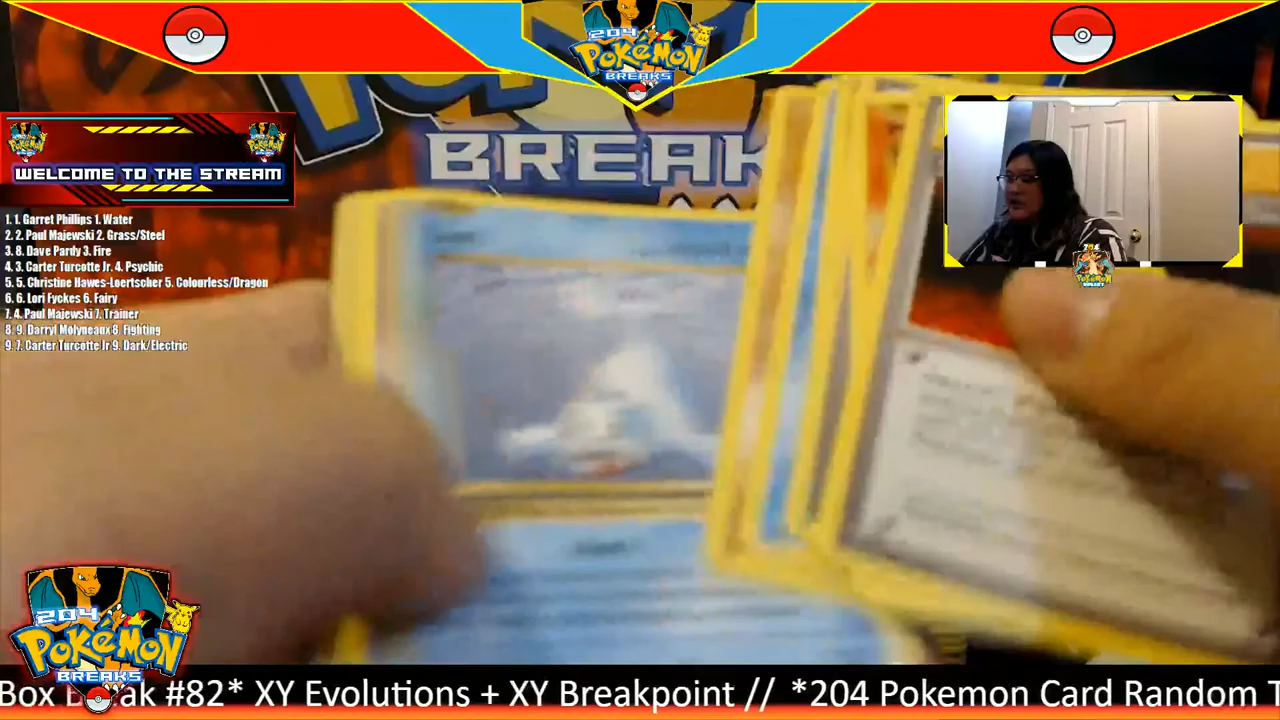 204
POKéMON
BREAKS
BREAK
WELCOME TO THE STREAM
1. 1. Garret Phillips 1. Water
2. 2. Paul Majewski 2. Grass/Steel
3. 8. Dave Pardy 3. Fire
4. 3. Carter Turcotte Jr. 4. Psychic
5. 5. Christine Hawes-Loertscher 5. Colourless/Dragon
6. 6. Lori Fyckes 6. Fairy
7. 4. Paul Majewski 7. Trainer
8. 9. Darryl Molyneaux 8. Fighting
9. 7. Carter Turcotte Jr 9. Dark/Electric
204
POKéMON
BREAKS
Box Break #82* XY Evolutions + XY Breakpoint // *204 Pokemon Card Random T